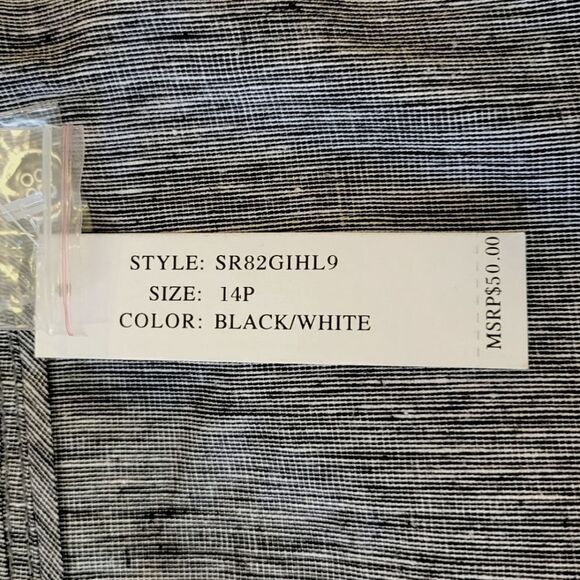 STYLE: SR82GIHL9
SIZE: 14P
COLOR: BLACK/WHITE
MSRP$50.00